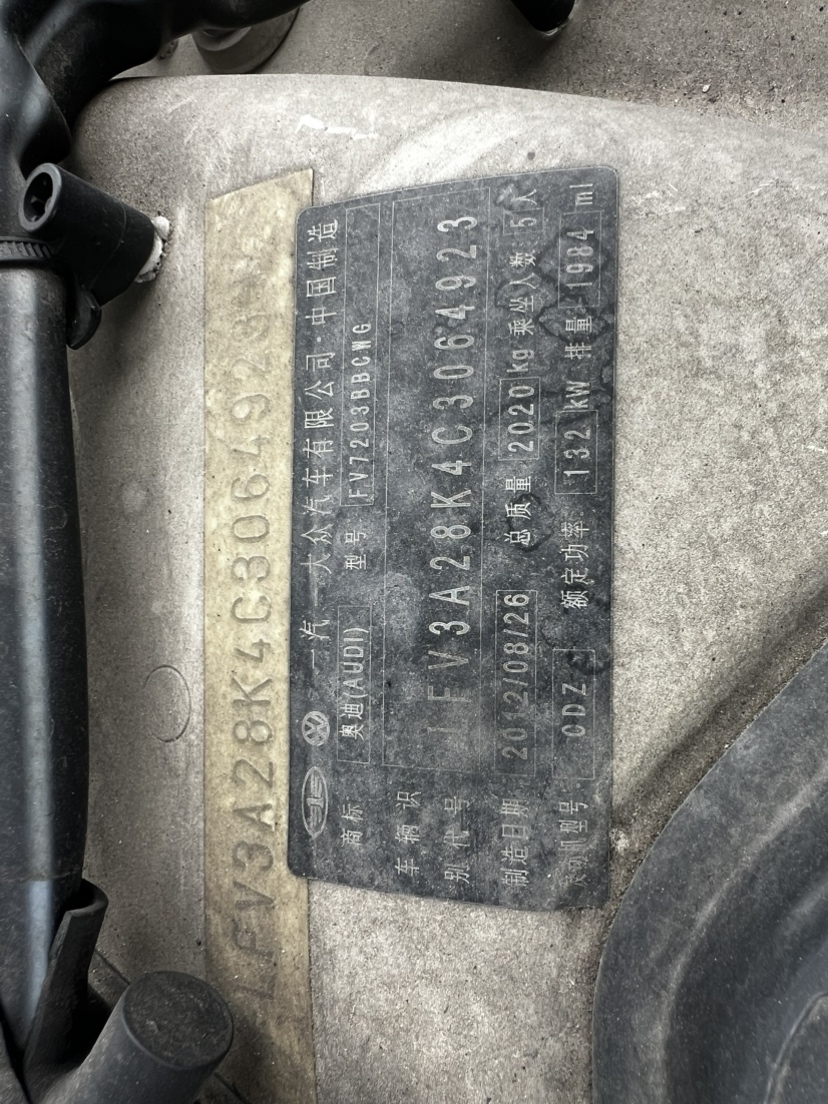 LFV3A28K4C3064923
一汽-大众汽车有限公司·中国制造
商标 奥迪(AUDI) 型号 FV7203BBCWG
车辆识
别代号 LFV3A28K4C3064923
制造日期 2012/08/26 总质量 2020 kg 乘坐人数 5人
发动机型号 CDZ 额定功率 132 kW 排量 1984 ml